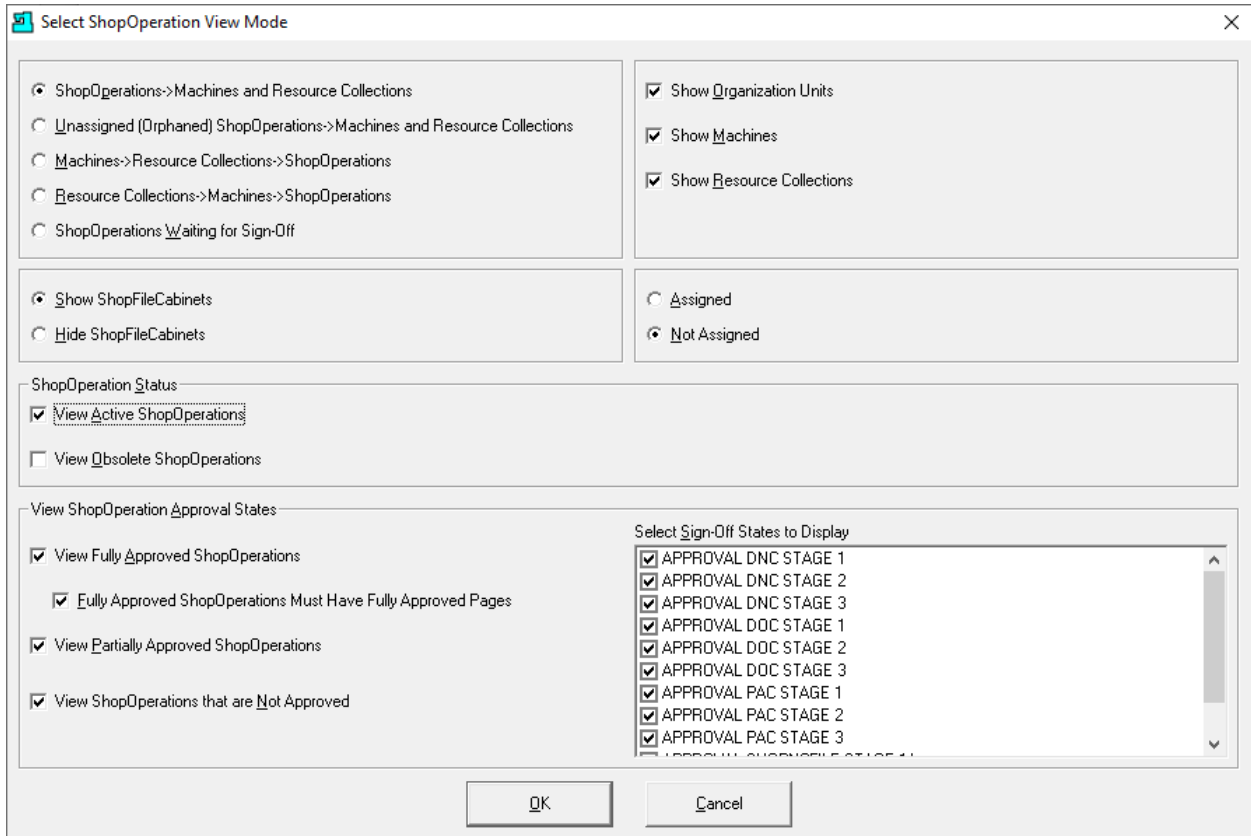 Select ShopOperation View Mode
ShopOperations->Machines and Resource Collections
Unassigned (Orphaned) ShopOperations->Machines and Resource Collections
Machines->Resource Collections->ShopOperations
Resource Collections->Machines->ShopOperations
ShopOperations Waiting for Sign-Off
Show Organization Units
Show Machines
Show Resource Collections
Show ShopFileCabinets
Hide ShopFileCabinets
Assigned
Not Assigned
ShopOperation Status
View Active ShopOperations
View Obsolete ShopOperations
View ShopOperation Approval States
View Fully Approved ShopOperations
Fully Approved ShopOperations Must Have Fully Approved Pages
View Partially Approved ShopOperations
View ShopOperations that are Not Approved
Select Sign-Off States to Display
APPROVAL DNC STAGE 1
APPROVAL DNC STAGE 2
APPROVAL DNC STAGE 3
APPROVAL DOC STAGE 1
APPROVAL DOC STAGE 2
APPROVAL DOC STAGE 3
APPROVAL PAC STAGE 1
APPROVAL PAC STAGE 2
APPROVAL PAC STAGE 3
OK
Cancel